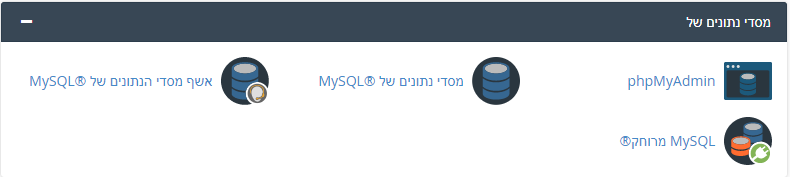 מסדי נתונים של
phpMyAdmin
מסדי נתונים של MySQL®‎
אשף מסדי הנתונים של MySQL®‎
MySQL מרוחק®